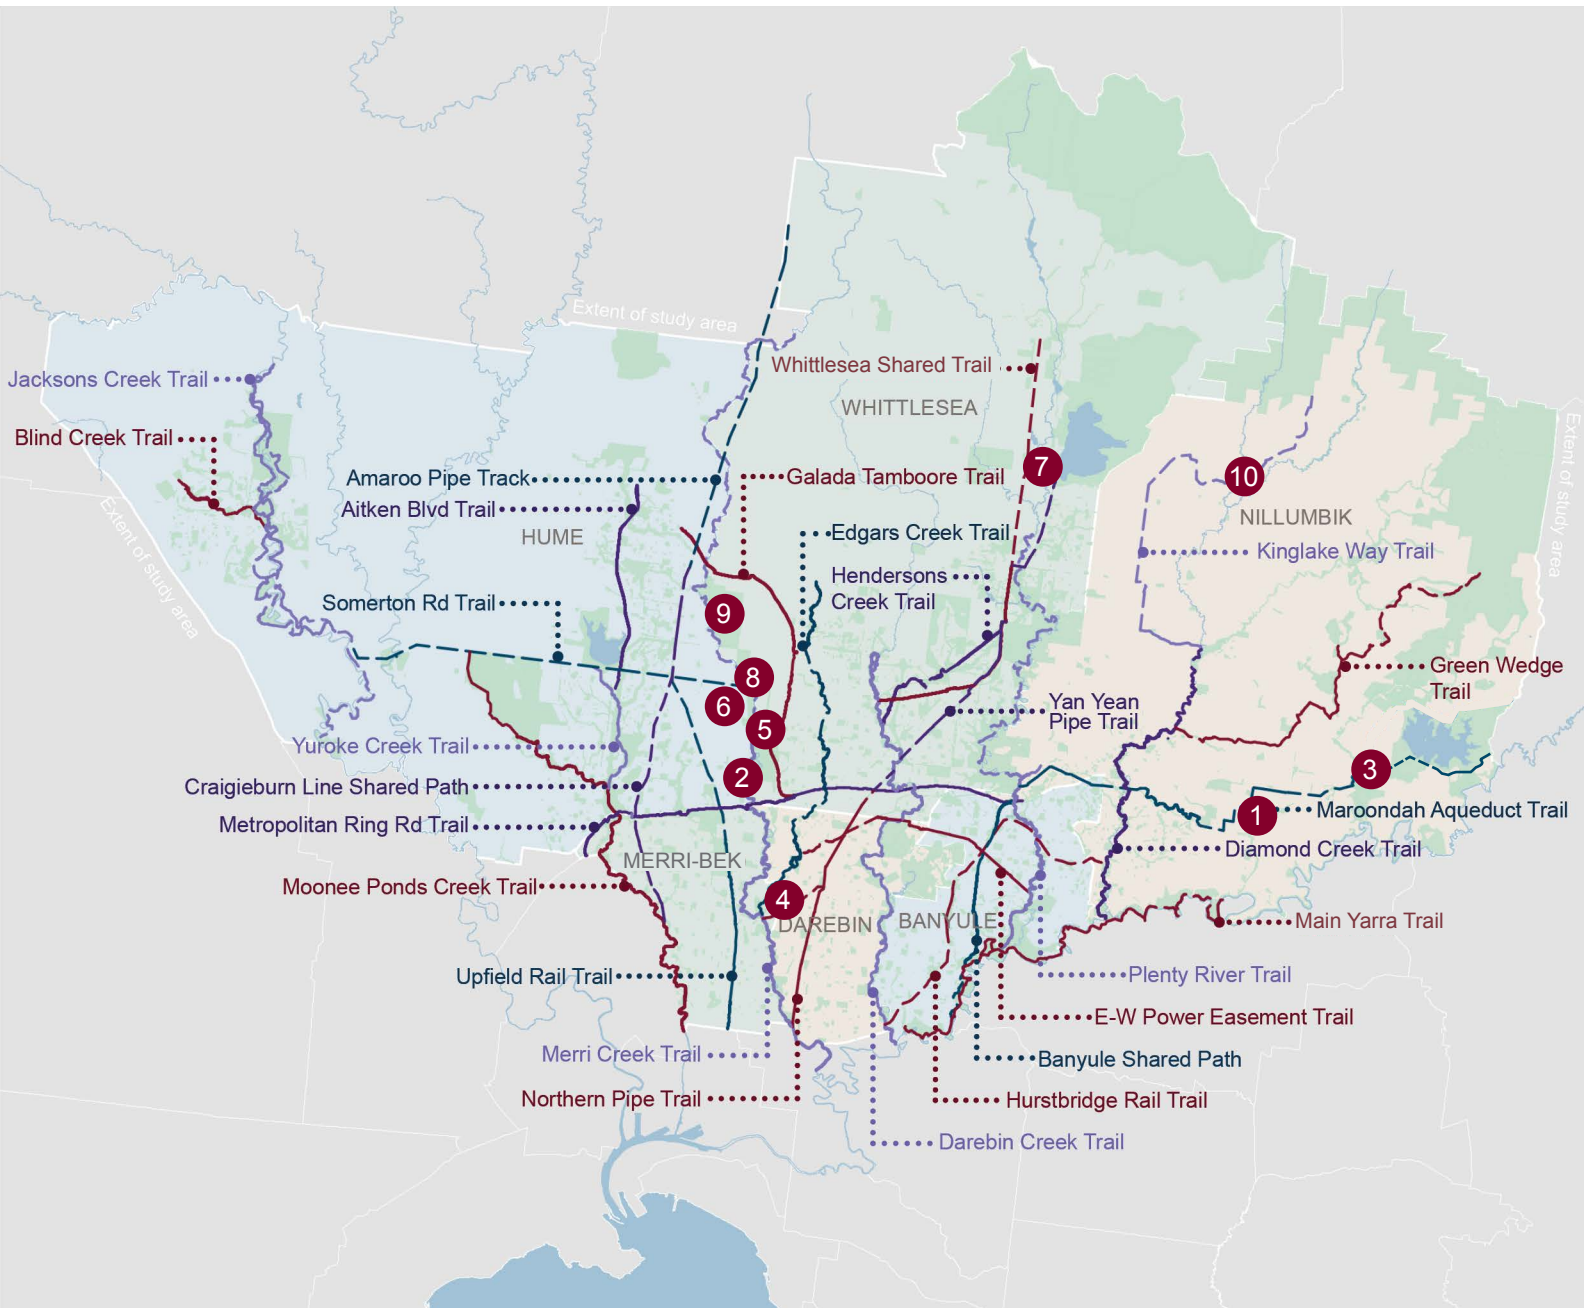 Extent of study area
Whittlesea Shared Trail
Jacksons Creek Trail
WHITTLESEA
Blind Creek Trail
Extent of study area
7
10
Amaroo Pipe Track
Galada Tamboore Trail
Aitken Blvd Trail
NILLUMBIK
Extent of study area
HUME
Edgars Creek Trail
Kinglake Way Trail
Hendersons
Creek Trail
Somerton Rd Trail
9
8
Green Wedge
Trail
6
Yan Yean
Pipe Trail
5
Yuroke Creek Trail
2
3
Craigieburn Line Shared Path
1
Maroondah Aqueduct Trail
Metropolitan Ring Rd Trail
Diamond Creek Trail
MERRI-BEK
Moonee Ponds Creek Trail
4
DAREBIN
BANYULE
Main Yarra Trail
Upfield Rail Trail
Plenty River Trail
E-W Power Easement Trail
Merri Creek Trail
Banyule Shared Path
Northern Pipe Trail
Hurstbridge Rail Trail
Darebin Creek Trail